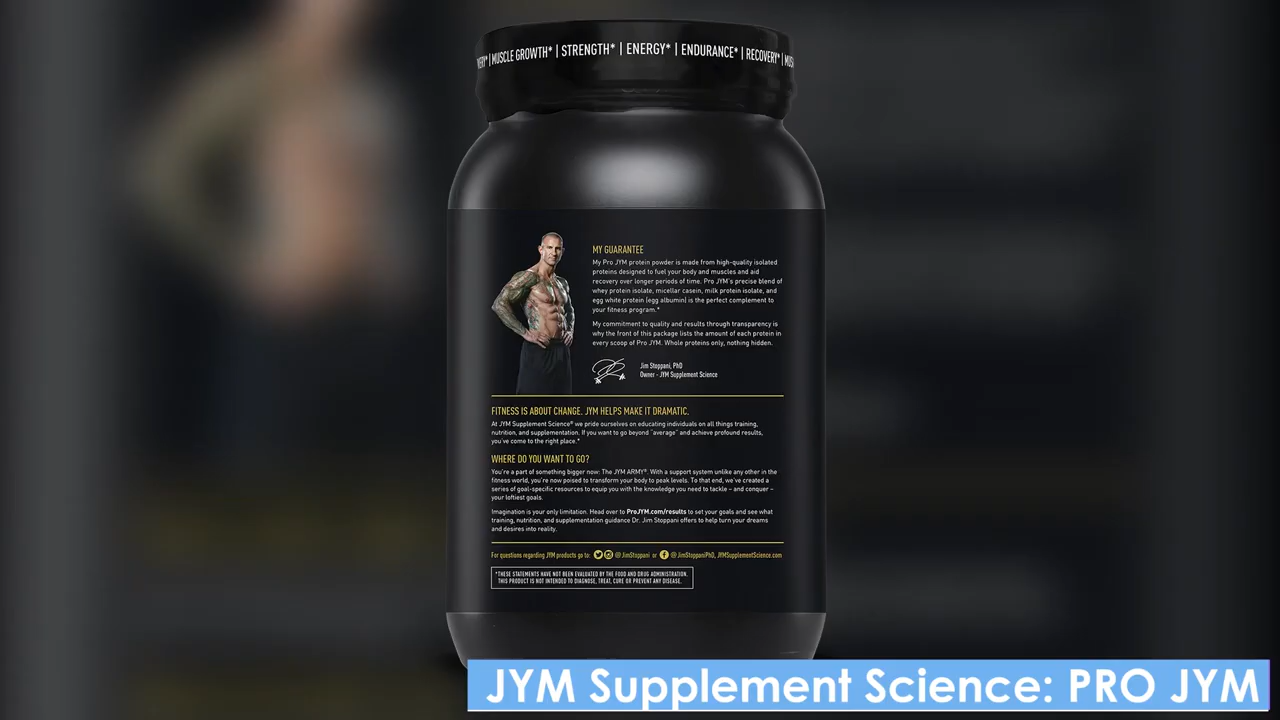 | MUSCLE GROWTH* | STRENGTH* | ENERGY* | ENDURANCE* | RECOVERY* |
MY GUARANTEE
My Pro JYM protein powder is made from high-quality isolated
proteins designed to fuel your body and muscles and aid
recovery over longer periods of time. Pro JYM's precise blend of
whey protein isolate, micellar casein, milk protein isolate, and
egg white protein (egg albumin) is the perfect complement to
your fitness program.*
My commitment to quality and results through transparency is
why the front of this package lists the amount of each protein in
every scoop of Pro JYM. Whole proteins only, nothing hidden.
Jim Stoppani, PhD
Owner - JYM Supplement Science
FITNESS IS ABOUT CHANGE. JYM HELPS MAKE IT DRAMATIC.
At JYM Supplement Science® we pride ourselves on educating individuals on all things training,
nutrition, and supplementation. If you want to go beyond "average" and achieve profound results,
you've come to the right place.*
WHERE DO YOU WANT TO GO?
You're a part of something bigger now: The JYM ARMY®. With a support system unlike any other in the
fitness world, you're now poised to transform your body to peak levels. To that end, we've created a
series of goal-specific resources to equip you with the knowledge you need to tackle – and conquer –
your loftiest goals.
Imagination is your only limitation. Head over to ProJYM.com/results to set your goals and see what
training, nutrition, and supplementation guidance Dr. Jim Stoppani offers to help turn your dreams
and desires into reality.
For questions regarding JYM products go to: @JimStoppani or @JimStoppaniPhD, JYMSupplementScience.com
*THESE STATEMENTS HAVE NOT BEEN EVALUATED BY THE FOOD AND DRUG ADMINISTRATION.
THIS PRODUCT IS NOT INTENDED TO DIAGNOSE, TREAT, CURE OR PREVENT ANY DISEASE.
JYM Supplement Science: PRO JYM